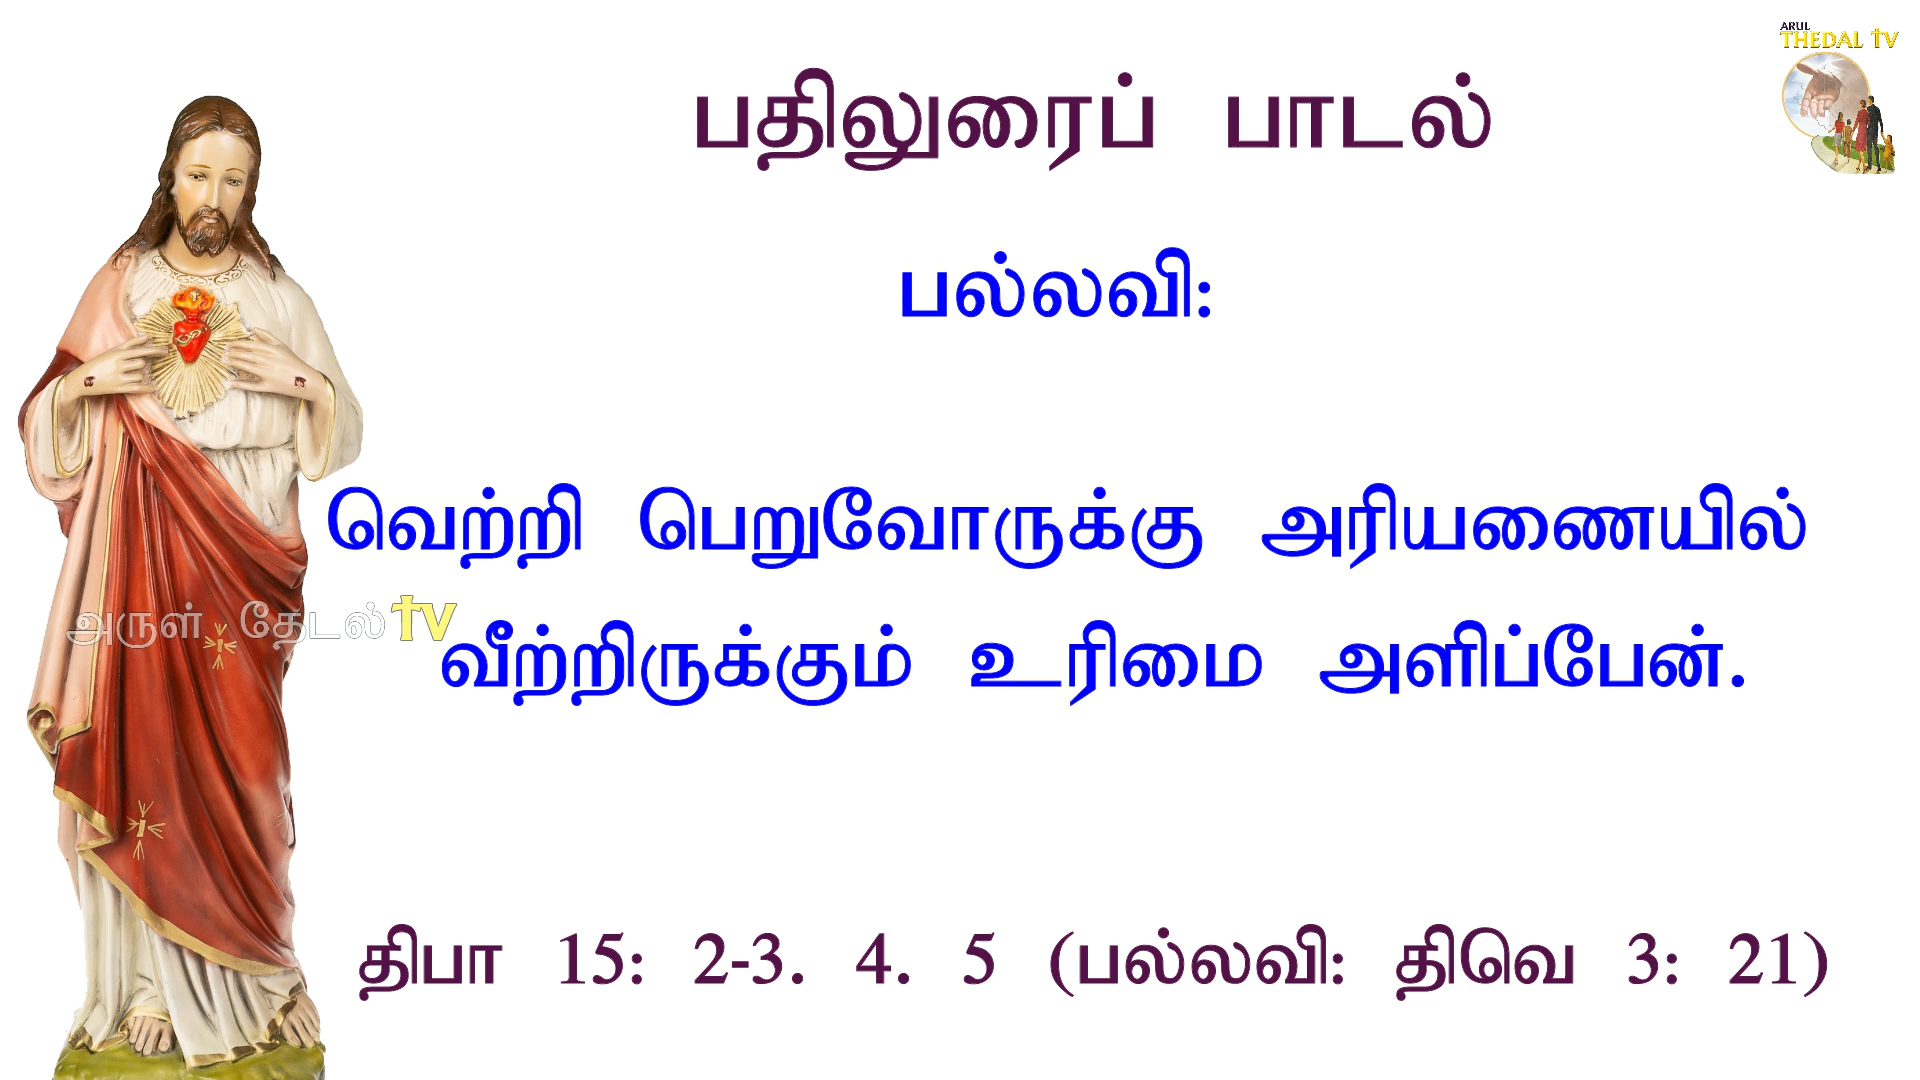 ARUL
THEDAL TV
பதிலுரைப் பாடல்
பல்லவி:
வெற்றி பெறுவோருக்கு அரியணையில்
வீற்றிருக்கும் உரிமை அளிப்பேன்.
அருள் தேடல் TV
திபா 15: 2-3. 4. 5 (பல்லவி: திவெ 3: 21)